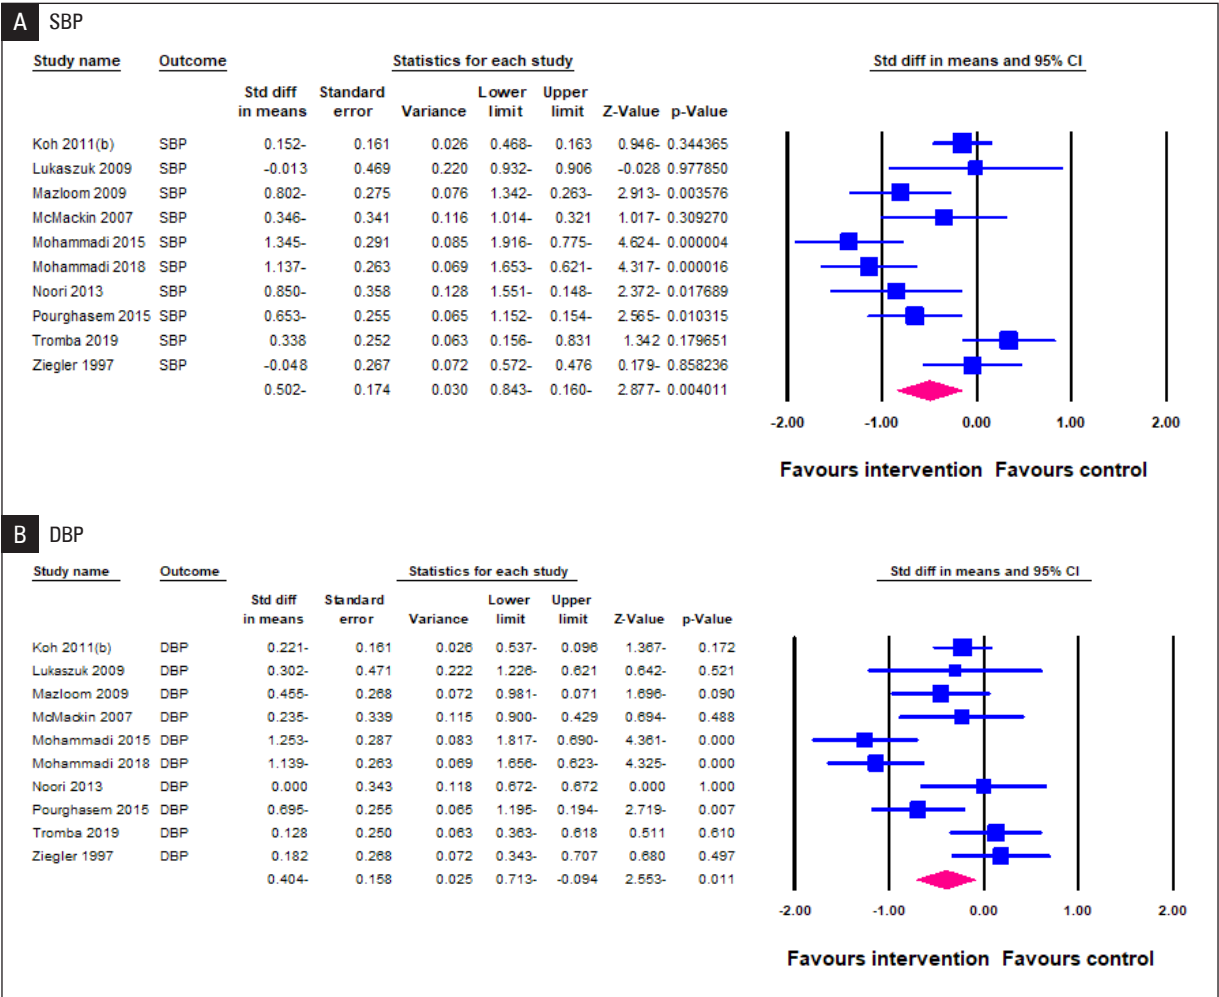 A SBP
Study name Outcome Statistics for each study Std diff in means and 95% CI
Std diff Standard Lower Upper
in means error Variance limit limit Z-Value p-Value
Koh 2011(b) SBP 0.152- 0.161 0.026 0.468- 0.163 0.946- 0.344365
Lukaszuk 2009 SBP -0.013 0.469 0.220 0.932- 0.906 -0.028 0.977850
Mazloom 2009 SBP 0.802- 0.275 0.076 1.342- 0.263- 2.913- 0.003576
McMackin 2007 SBP 0.346- 0.341 0.116 1.014- 0.321 1.017- 0.309270
Mohammadi 2015 SBP 1.345- 0.291 0.085 1.916- 0.775- 4.624- 0.000004
Mohammadi 2018 SBP 1.137- 0.263 0.069 1.653- 0.621- 4.317- 0.000016
Noori 2013 SBP 0.850- 0.358 0.128 1.551- 0.148- 2.372- 0.017689
Pourghasem 2015 SBP 0.653- 0.255 0.065 1.152- 0.154- 2.565- 0.010315
Tromba 2019 SBP 0.338 0.252 0.063 0.156- 0.831 1.342 0.179651
Ziegler 1997 SBP -0.048 0.267 0.072 0.572- 0.476 0.179- 0.858236
0.502- 0.174 0.030 0.843- 0.160- 2.877- 0.004011
-2.00 -1.00 0.00 1.00 2.00
Favours intervention Favours control
B DBP
Study name Outcome Statistics for each study Std diff in means and 95% CI
Std diff Standard Lower Upper
in means error Variance limit limit Z-Value p-Value
Koh 2011(b) DBP 0.221- 0.161 0.026 0.537- 0.096 1.367- 0.172
Lukaszuk 2009 DBP 0.302- 0.471 0.222 1.226- 0.621 0.642- 0.521
Mazloom 2009 DBP 0.455- 0.268 0.072 0.981- 0.071 1.696- 0.090
McMackin 2007 DBP 0.235- 0.339 0.115 0.900- 0.429 0.694- 0.488
Mohammadi 2015 DBP 1.253- 0.287 0.083 1.817- 0.690- 4.361- 0.000
Mohammadi 2018 DBP 1.139- 0.263 0.069 1.656- 0.623- 4.325- 0.000
Noori 2013 DBP 0.000 0.343 0.118 0.672- 0.672 0.000 1.000
Pourghasem 2015 DBP 0.695- 0.255 0.065 1.195- 0.194- 2.719- 0.007
Tromba 2019 DBP 0.128 0.250 0.063 0.363- 0.618 0.511 0.610
Ziegler 1997 DBP 0.182 0.268 0.072 0.343- 0.707 0.680 0.497
0.404- 0.158 0.025 0.713- -0.094 2.553- 0.011
-2.00 -1.00 0.00 1.00 2.00
Favours intervention Favours control